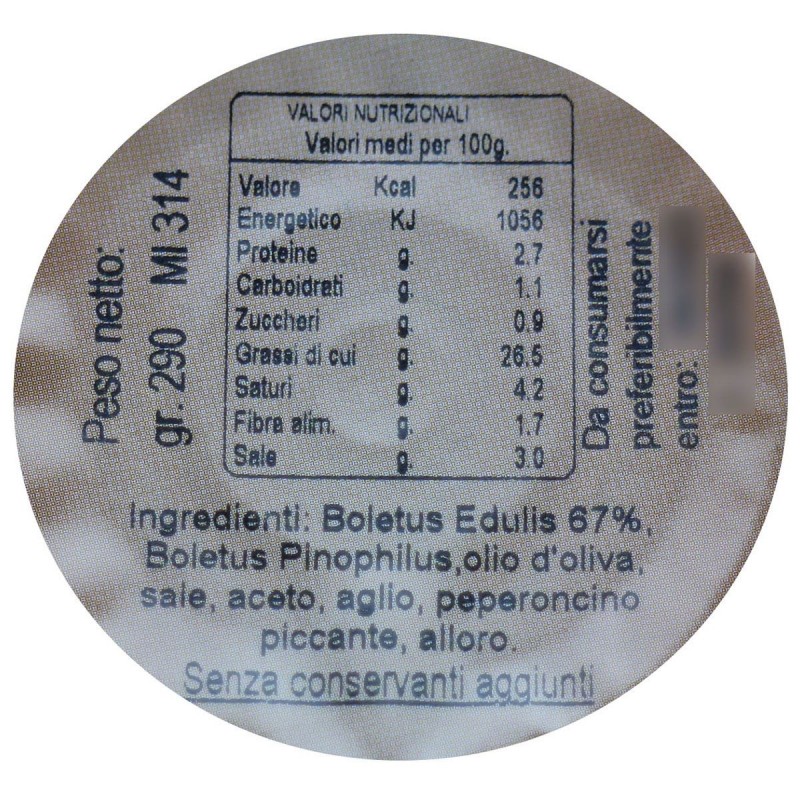 VALORI NUTRIZIONALI
Valori medi per 100g.
Valore Kcal 256
Energetico KJ 1056
Proteine g. 2.7
Carboidrati g. 1.1
Zuccheri g. 0.9
Grassi di cui g. 26.5
Saturi g. 4.2
Fibra alim. g. 1.7
Sale g. 3.0
Peso netto:
gr. 290 Ml 314
Da consumarsi
preferibilmente
entro:
Ingredienti: Boletus Edulis 67%,
Boletus Pinophilus,olio d'oliva,
sale, aceto, aglio, peperoncino
piccante, alloro.
Senza conservanti aggiunti